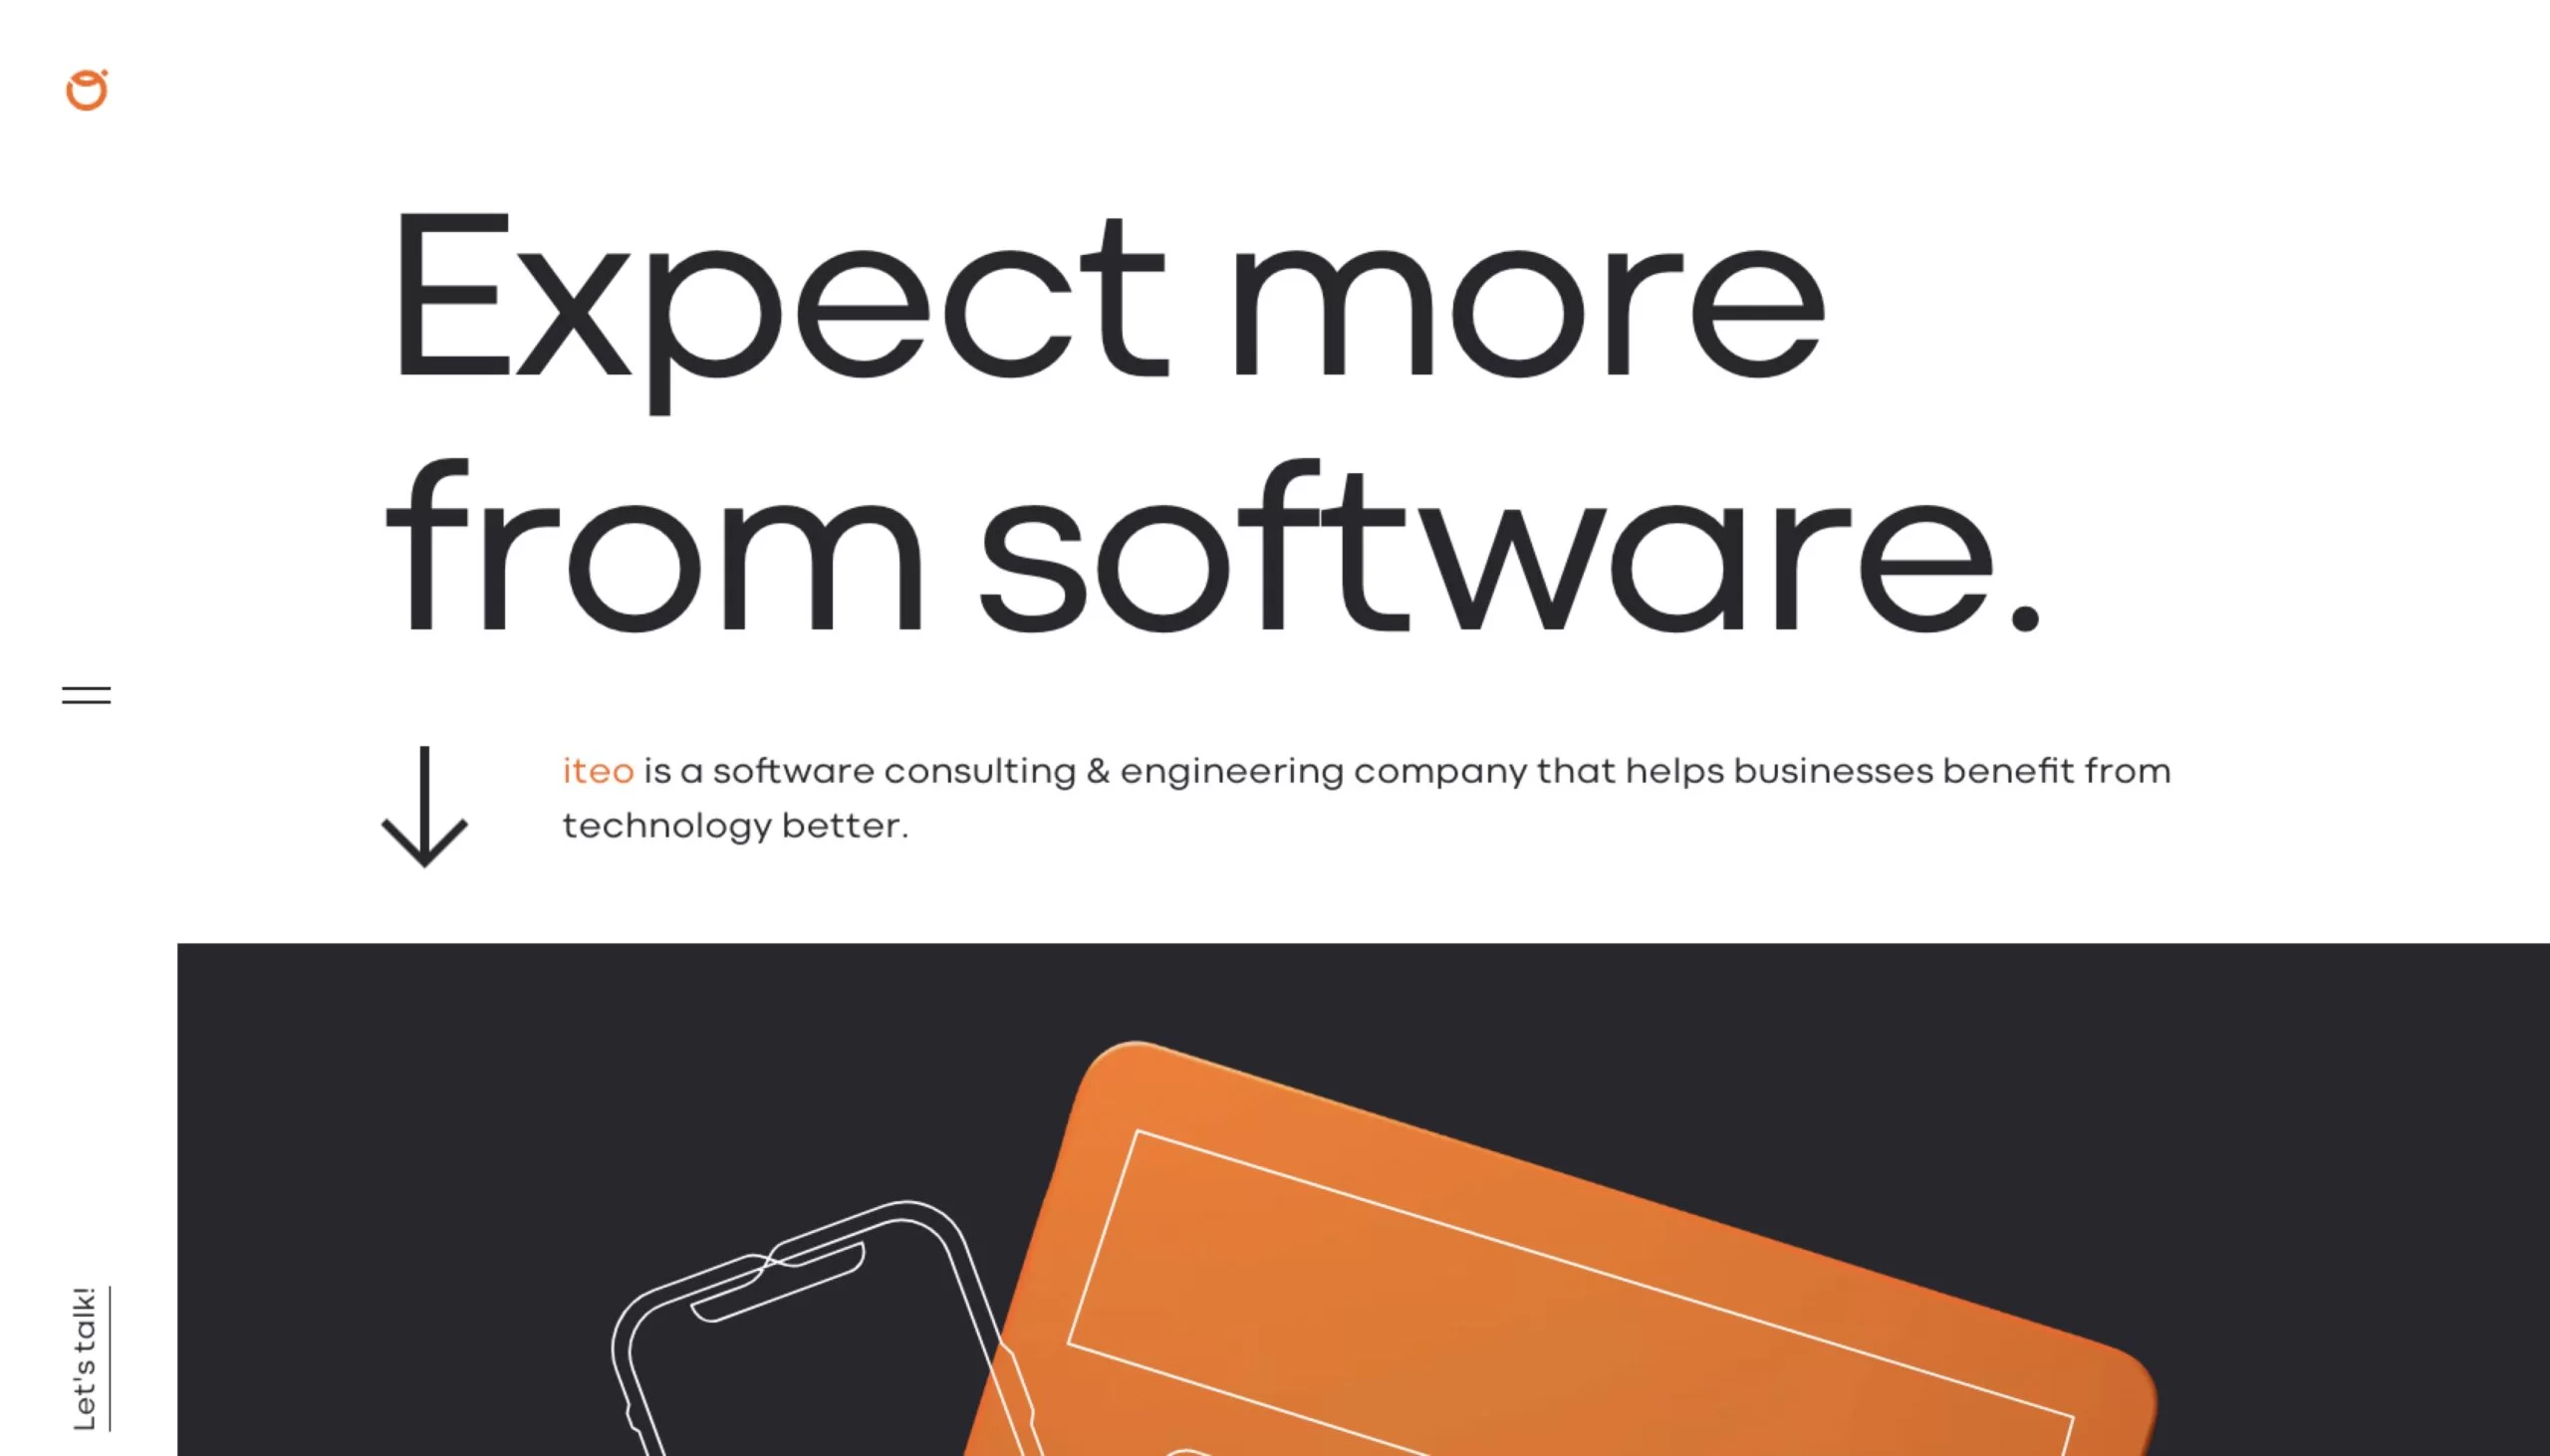 Expect more
from software.
iteo is a software consulting & engineering company that helps businesses benefit from
technology better.
Let's talk!